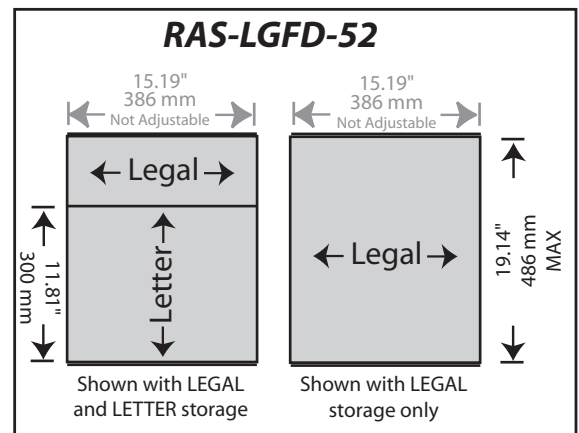 RAS-LGFD-52
15.19"
386 mm
Not Adjustable
Legal
11.81"
300 mm
Letter
Shown with LEGAL
and LETTER storage
15.19"
386 mm
Not Adjustable
Legal
19.14"
486 mm
MAX
Shown with LEGAL
storage only